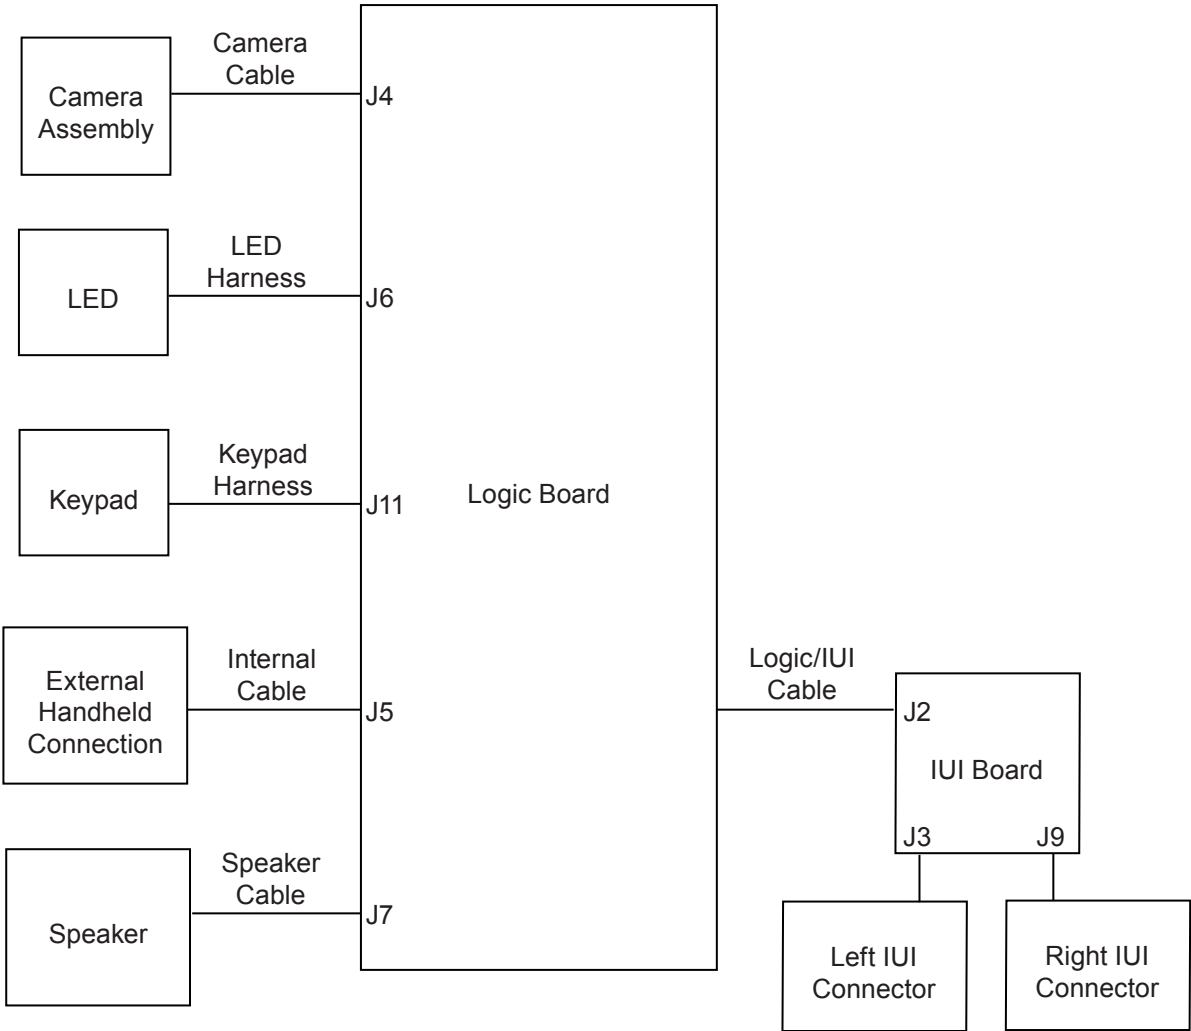 Camera
Cable
Camera
Assembly
J4
LED
Harness
LED
J6
Keypad
Harness
Keypad
J11
Logic Board
Internal
Cable
External
Handheld
Connection
J5
Logic/IUI
Cable
J2
IUI Board
J3
J9
Speaker
Cable
Speaker
J7
Left IUI
Connector
Right IUI
Connector